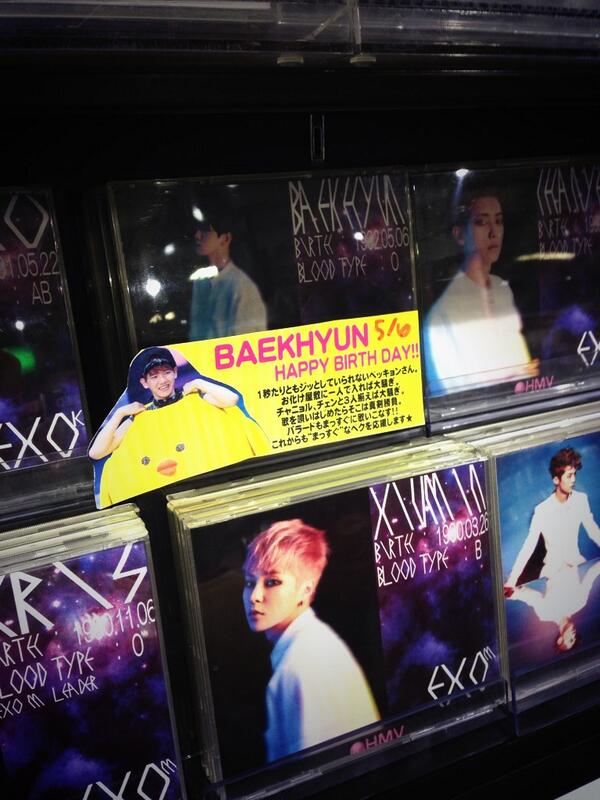 BAEKHYUN
BIRTH : 1992.05.06
BLOOD TYPE : O
05.22
AB
EXO K
HMV
BAEKHYUN 5/6
HAPPY BIRTH DAY!!
1秒たりともジッとしていられないベッキョンさん。
お化け屋敷に一人で入れば大騒ぎ。
チャニョル、チェンと3人揃えば大騒ぎ。
歌を唄いはじめたらそこは真剣勝負。
バラードもまっすぐに歌いこなす!!
これからも"まっすぐ"なベクを応援します★
KRIS
BIRTH : 1990.11.06
BLOOD TYPE : O
EXO M LEADER
EXO M
XIUMIN
BIRTH : 1990.03.26
BLOOD TYPE : B
EXO M
HMV